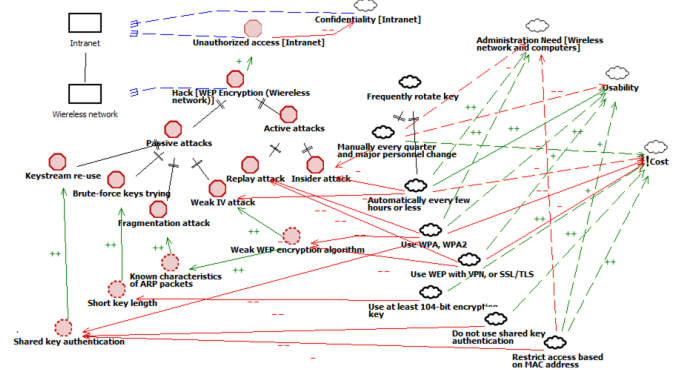 Confidentiality [Intranet]
Intranet
Unauthorized access [Intranet]
Administration Need [Wireless
network and computers]
Hack [WEP Encryption (Wiereless
network)]
Usability
Frequently rotate key
Wiereless network
Active attacks
Passive attacks
Manually every quarter
and major personnel change
!Cost
Keystream re-use
Replay attack
Insider attack
Brute-force keys trying
Weak IV attack
Automatically every few
hours or less
Fragmentation attack
Use WPA, WPA2
Weak WEP encryption algorithm
Known characteristics
of ARP packets
Use WEP with VPN, or SSL/TLS
Short key length
Use at least 104-bit encryption
key
Do not use shared key
authentication
Shared key authentication
Restrict access based
on MAC address